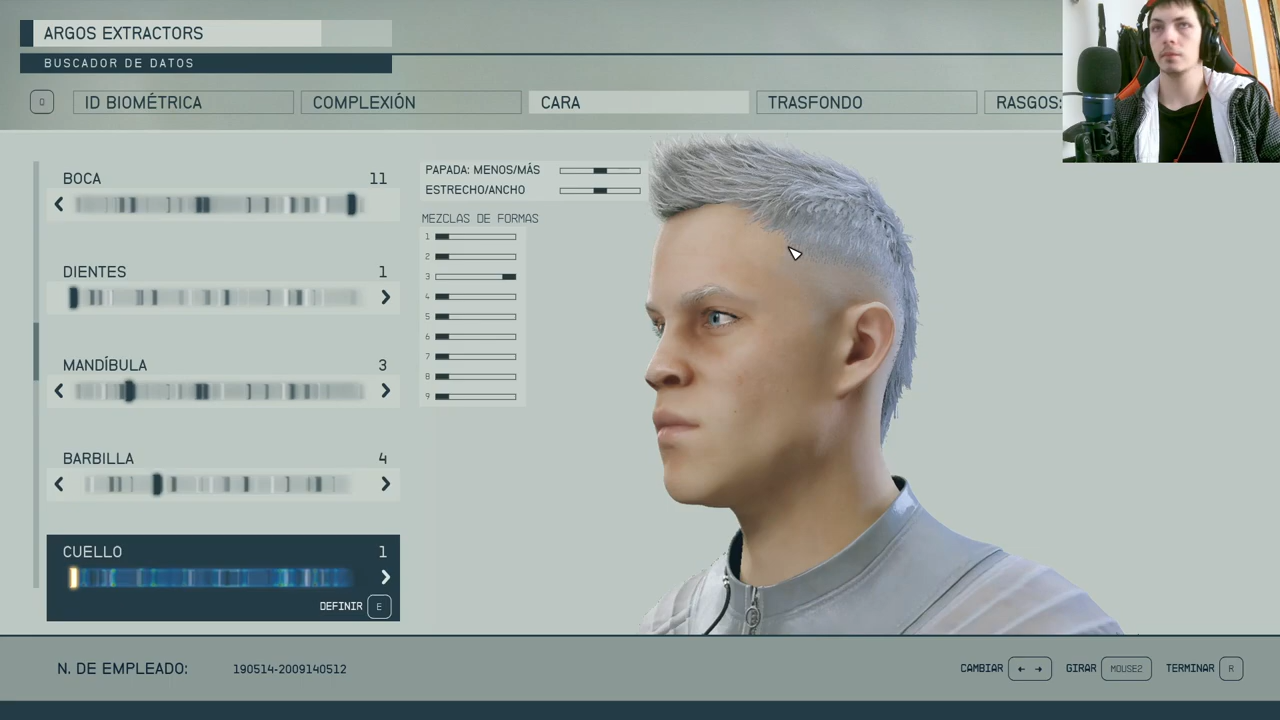 ARGOS EXTRACTORS
BUSCADOR DE DATOS
Q
ID BIOMÉTRICA
COMPLEXIÓN
CARA
TRASFONDO
RASGOS:
BOCA 11
DIENTES 1
MANDÍBULA 3
BARBILLA 4
CUELLO 1
DEFINIR E
PAPADA: MENOS/MÁS
ESTRECHO/ANCHO
MEZCLAS DE FORMAS
1
2
3
4
5
6
7
8
9
N. DE EMPLEADO: 190514-2009140512
CAMBIAR ← →
GIRAR MOUSE2
TERMINAR R